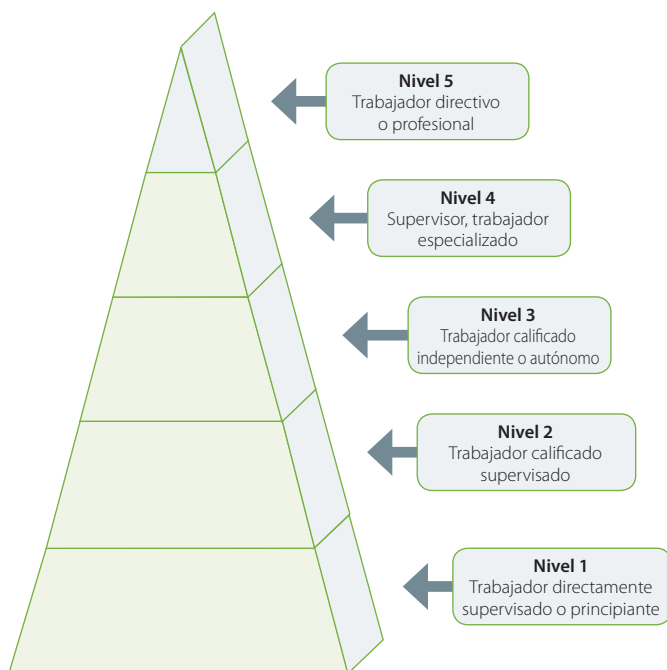 Nivel 5
Trabajador directivo
o profesional
Nivel 4
Supervisor, trabajador
especializado
Nivel 3
Trabajador calificado
independiente o autónomo
Nivel 2
Trabajador calificado
supervisado
Nivel 1
Trabajador directamente
supervisado o principiante